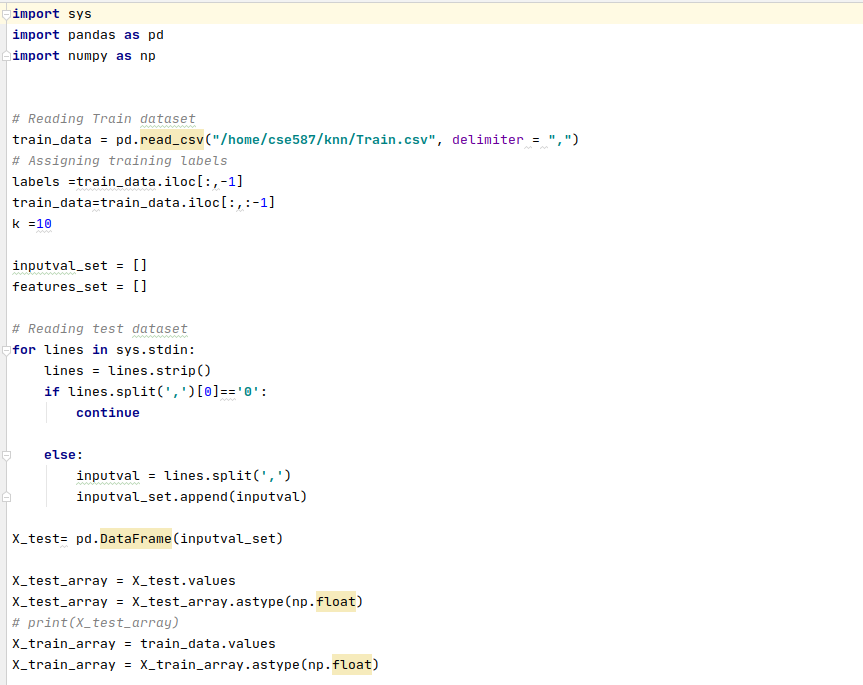 import sys
import pandas as pd
import numpy as np
# Reading Train dataset
train_data = pd.read_csv("/home/cse587/knn/Train.csv", delimiter = ",")
# Assigning training labels
labels =train_data.iloc[:,-1]
train_data=train_data.iloc[:,:-1]
k =10
inputval_set = []
features_set = []
# Reading test dataset
for lines in sys.stdin:
    lines = lines.strip()
    if lines.split(',')[0]=='0':
        continue
    else:
        inputval = lines.split(',')
        inputval_set.append(inputval)
X_test= pd.DataFrame(inputval_set)
X_test_array = X_test.values
X_test_array = X_test_array.astype(np.float)
# print(X_test_array)
X_train_array = train_data.values
X_train_array = X_train_array.astype(np.float)